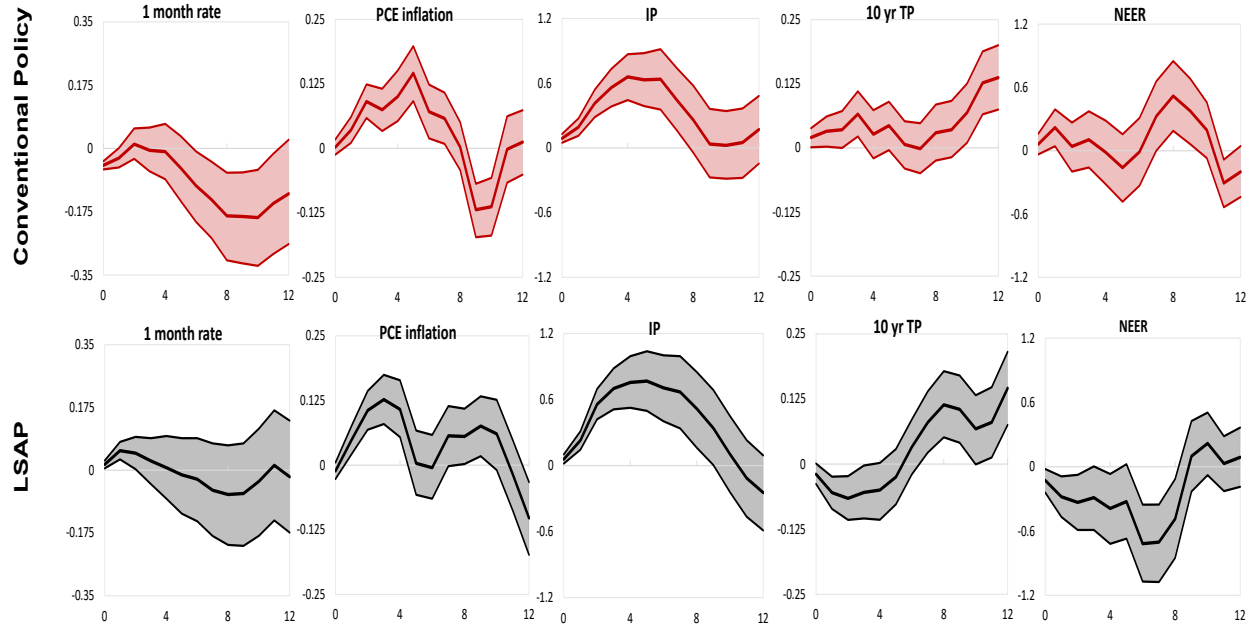 Conventional Policy
1 month rate
0.35
0.175
0
-0.175
-0.35
0 4 8 12
PCE inflation
0.25
0.125
0
-0.125
-0.25
0 4 8 12
IP
1.2
0.6
0
-0.6
-1.2
0 4 8 12
10 yr TP
0.25
0.125
0
-0.125
-0.25
0 4 8 12
NEER
1.2
0.6
0
-0.6
-1.2
0 4 8 12
LSAP
1 month rate
0.35
0.175
0
-0.175
-0.35
0 4 8 12
PCE inflation
0.25
0.125
0
-0.125
-0.25
0 4 8 12
IP
1.2
0.6
0
-0.6
-1.2
0 4 8 12
10 yr TP
0.25
0.125
0
-0.125
-0.25
0 4 8 12
NEER
1.2
0.6
0
-0.6
-1.2
0 4 8 12